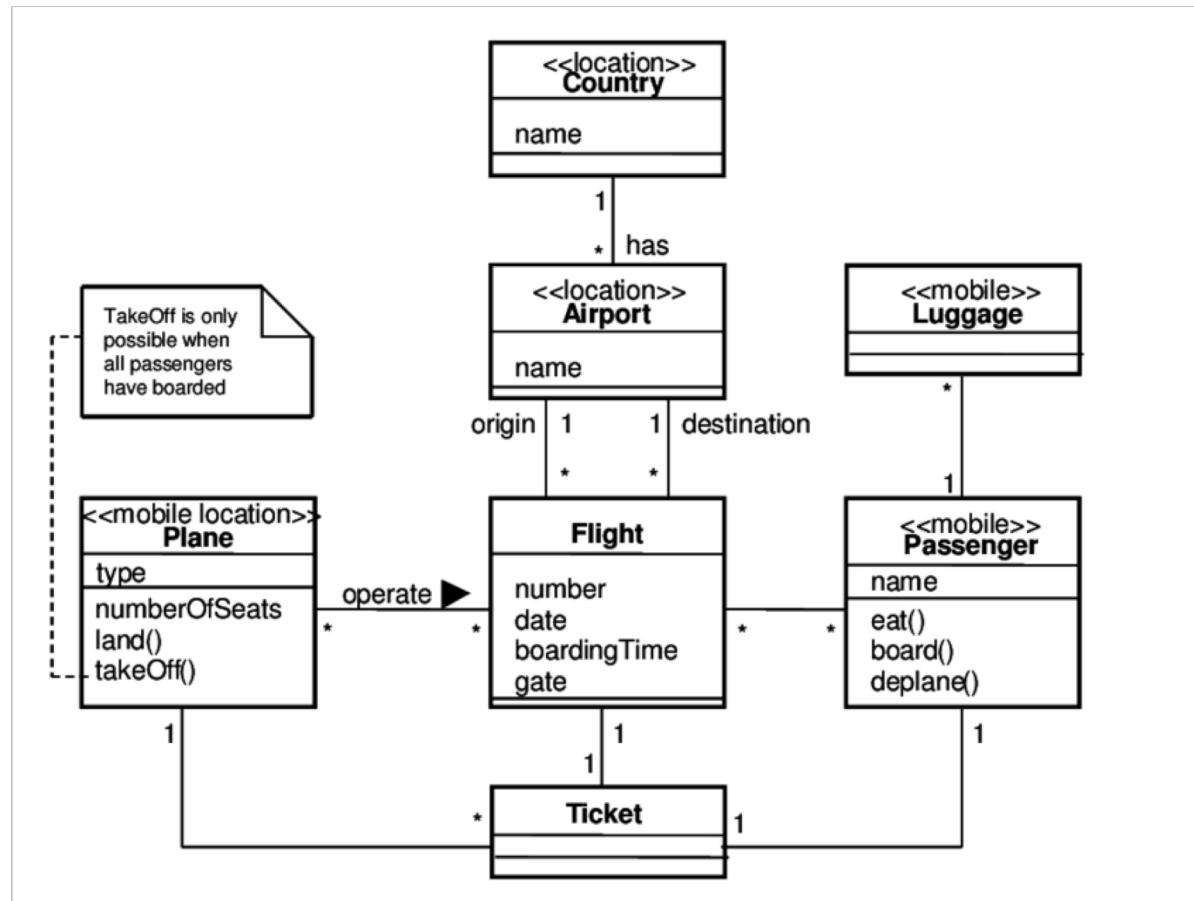 <<location>>
Country
name
1
* has
<<location>>
Airport
name
<<mobile>>
Luggage
TakeOff is only
possible when
all passengers
have boarded
origin 1 1 destination
* *
*
1
<<mobile location>>
Plane
type
numberOfSeats
land()
takeOff()
operate ▶
* *
Flight
number
date
boardingTime
gate
* *
<<mobile>>
Passenger
name
eat()
board()
deplane()
1 1 1
1
* Ticket 1